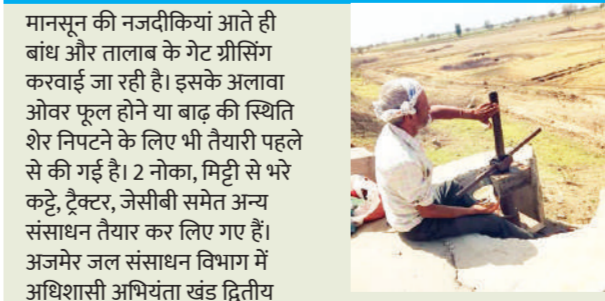 मानसून की नजदीकियां आते ही
बांध और तालाब के गेट ग्रीसिंग
करवाई जा रही है। इसके अलावा
ओवर फूल होने या बाढ़ की स्थिति
शेर निपटने के लिए भी तैयारी पहले
से की गई है। 2 नोका, मिट्टी से भरे
कट्टे, ट्रैक्टर, जेसीबी समेत अन्य
संसाधन तैयार कर लिए गए हैं।
अजमेर जल संसाधन विभाग में
अधिशासी अभियंता खंड द्वितीय